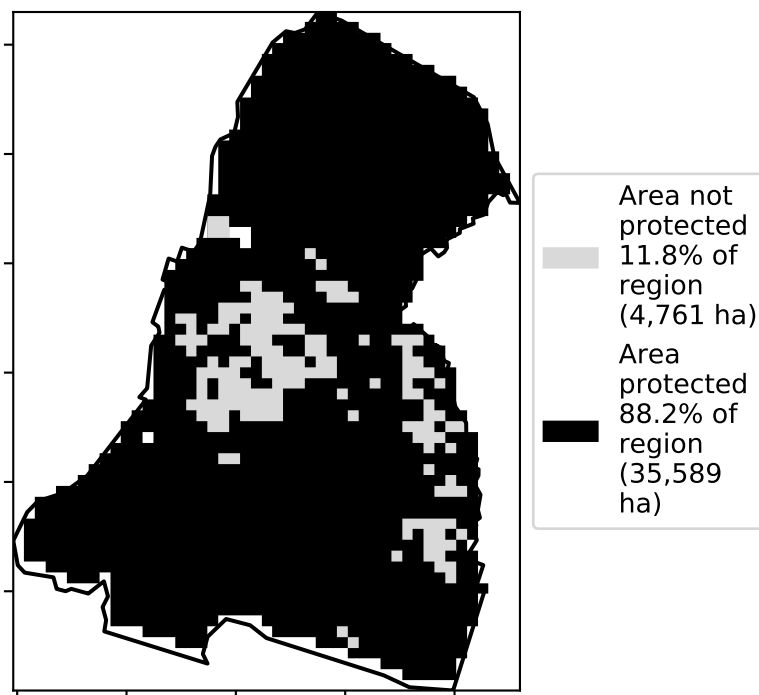 Area not
protected
11.8% of
region
(4,761 ha)
Area
protected
88.2% of
region
(35,589
ha)